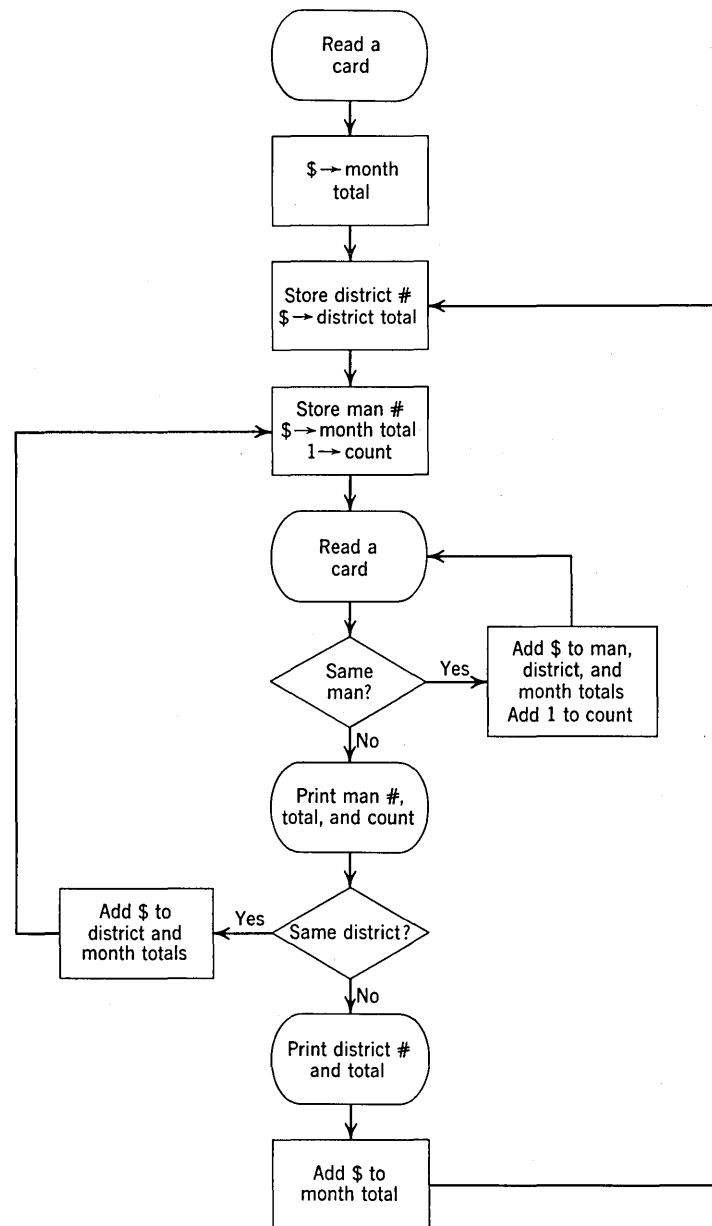 Read a
card
$→month
total
Store district #
$→district total
Store man #
$→month total
1→count
Read a
card
Same
man?
Yes
Add $ to man,
district, and
month totals
Add 1 to count
No
Print man #,
total, and count
Same district?
Yes
Add $ to
district and
month totals
No
Print district #
and total
Add $ to
month total